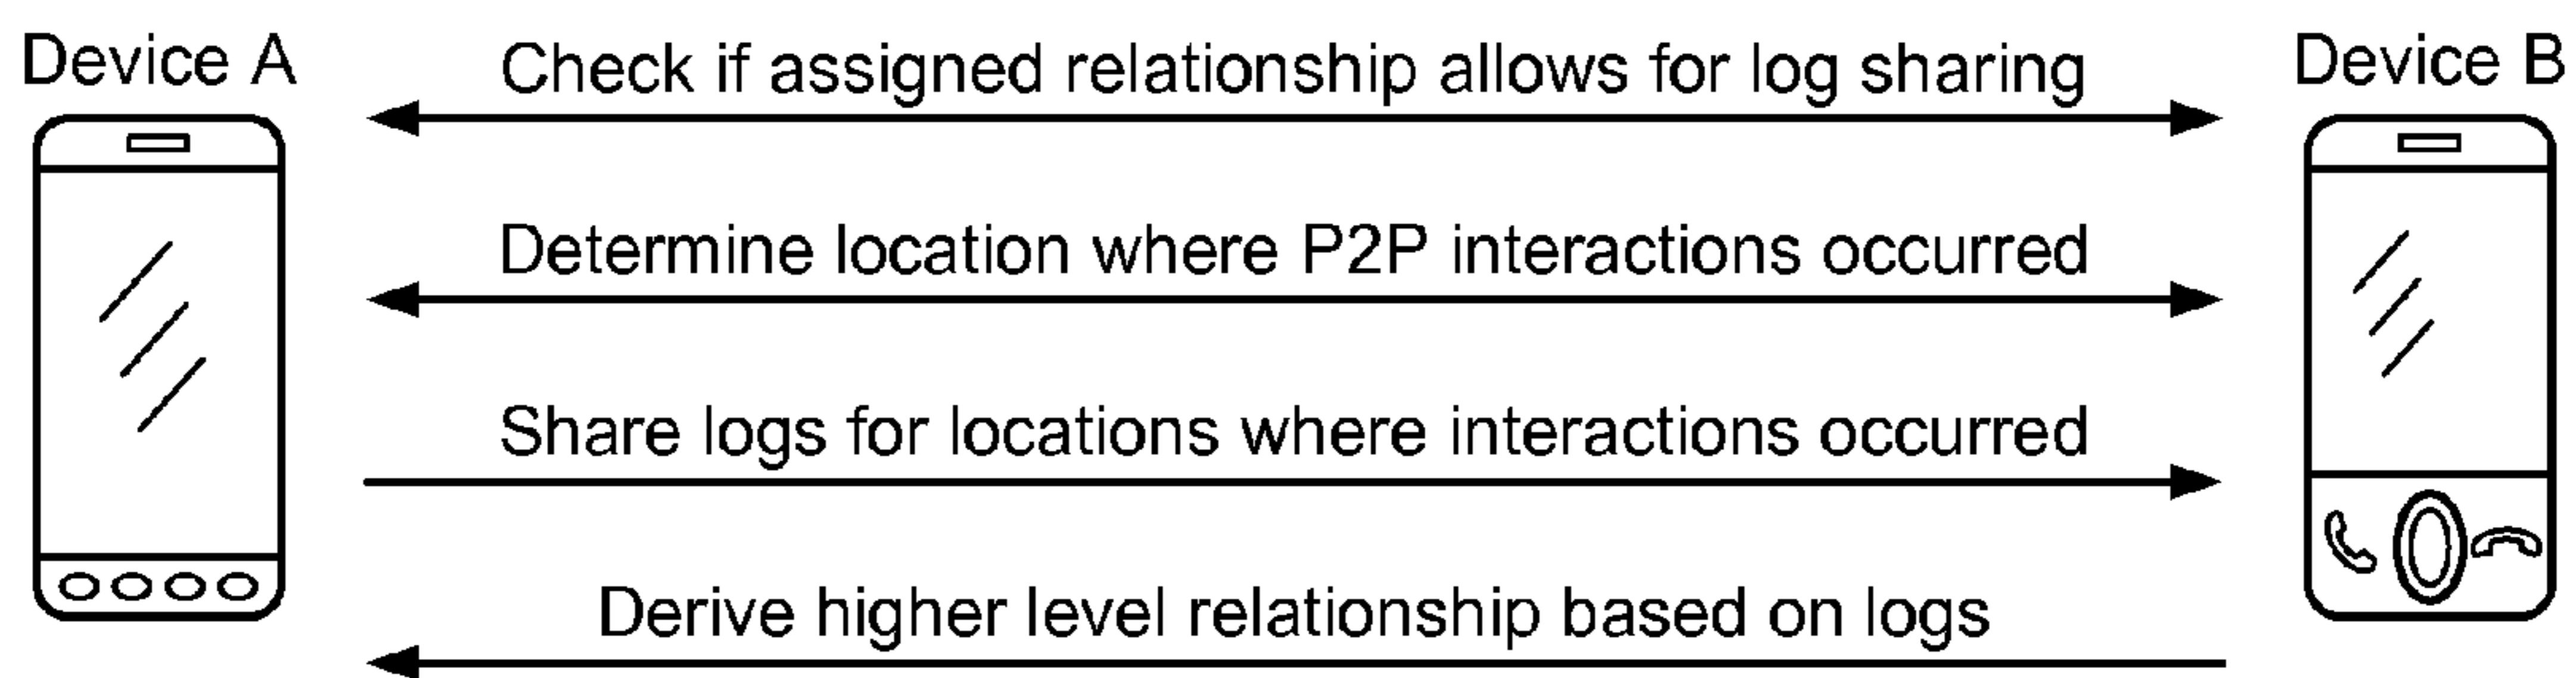 Device A
Check if assigned relationship allows for log sharing
Device B
Determine location where P2P interactions occurred
Share logs for locations where interactions occurred
Derive higher level relationship based on logs